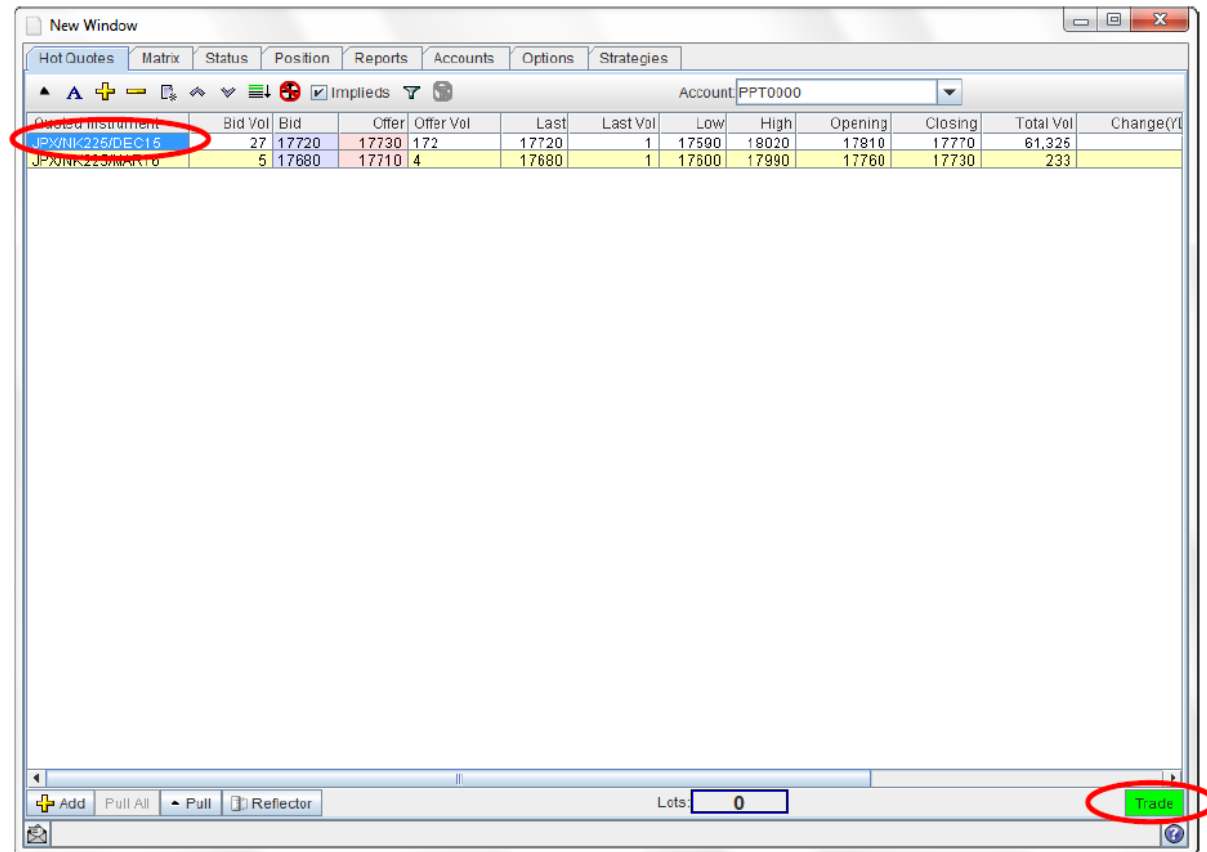 New Window
Hot Quotes Matrix Status Position Reports Accounts Options Strategies
A Implieds Account: PPT0000
Quoted Instrument Bid Vol Bid Offer Offer Vol Last Last Vol Low High Opening Closing Total Vol Change(YD
JPX/NK225/DEC15 27 17720 17730 172 17720 1 17590 18020 17810 17770 61,325
JPX/NK225/MAR16 5 17680 17710 4 17680 1 17600 17990 17760 17730 233
Add Pull All Pull Reflector Lots: 0 Trade
?